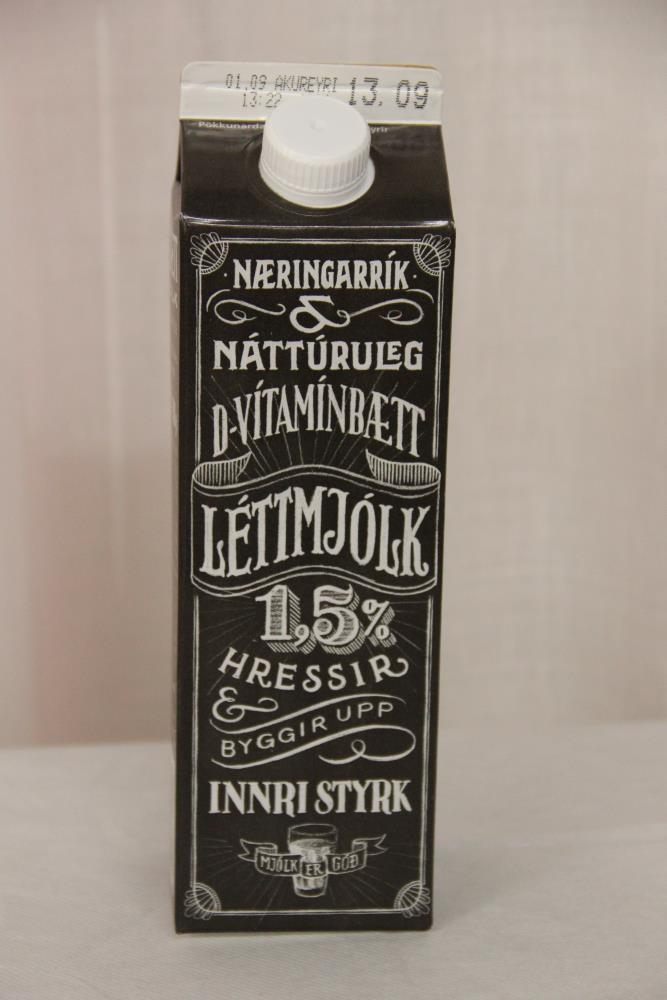 01.09 AKUREYRI 13.09
13:22
NÆRINGARRÍK
&
NÁTTÚRULEG
D-VÍTAMÍNBÆTT
LÉTTMJÓLK
1,5%
HRESSIR
&
BYGGIR UPP
INNRI STYRK
MJÓLK ER GÓÐ